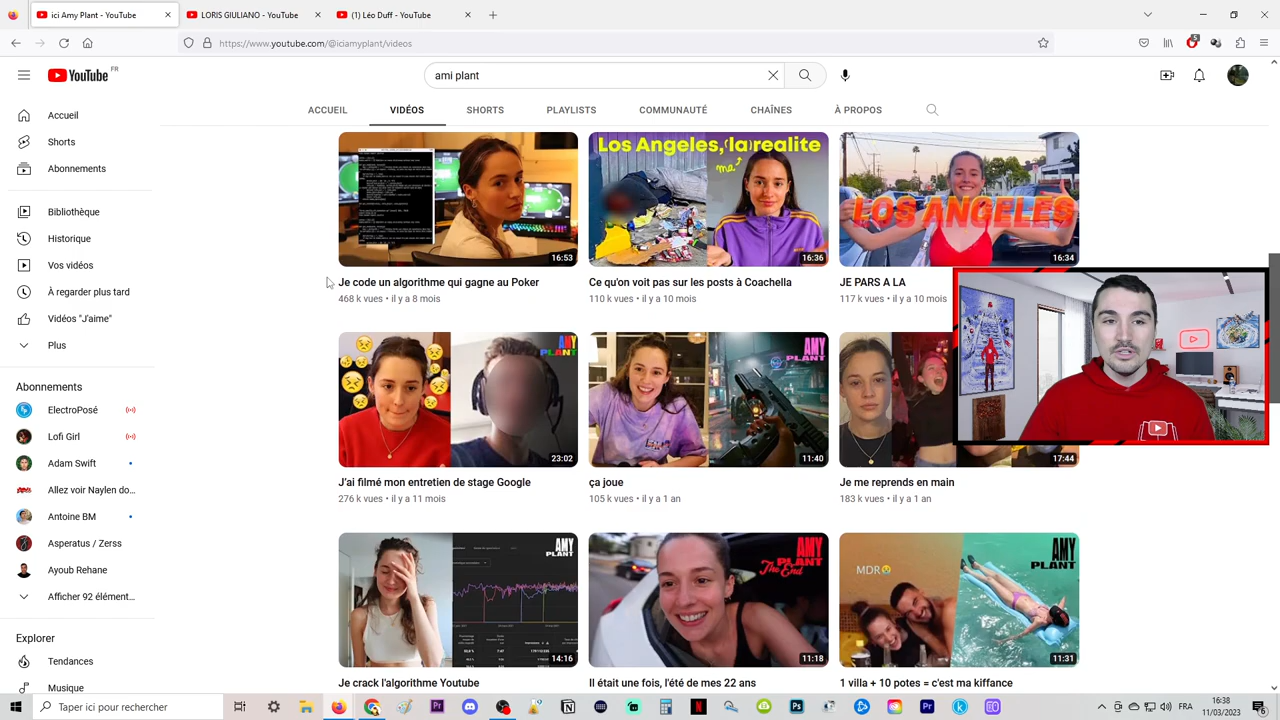 ici Amy Plant - YouTube
LORIS GIULIANO - YouTube
(1) Léo Duff - YouTube
https://www.youtube.com/@iciamyplant/videos
5
YouTube FR
ami plant
ACCUEIL
VIDÉOS
SHORTS
PLAYLISTS
COMMUNAUTÉ
CHAÎNES
À PROPOS
Accueil
Shorts
Abonnements
Bibliothèque
Historique
Vos vidéos
À regarder plus tard
Vidéos "J'aime"
Plus
Abonnements
ElectroPosé
Lofi Girl
Adam Swift
Allez voir Naylen do...
Antoine BM
Asperatus / Zerss
Ayoub Rebai
Afficher 92 élément...
Explorer
Tendances
Musique
Los Angeles, la realit
16:53
16:36
16:34
Je code un algorithme qui gagne au Poker
Ce qu'on voit pas sur les posts à Coachella
JE PARS A LA
468 k vues • il y a 8 mois
110 k vues • il y a 10 mois
117 k vues • il y a 10 mois
AMY PLANT
AMY PLANT
23:02
11:40
17:44
J'ai filmé mon entretien de stage Google
ça joue
Je me reprends en main
276 k vues • il y a 11 mois
105 k vues • il y a 1 an
183 k vues • il y a 1 an
AMY PLANT
AMY PLANT
The End
MDR
AMY PLANT
14:16
11:18
11:31
Je crack l'algorithme Youtube
Il était une fois, l'été de mes 22 ans
1 villa + 10 potes = c'est ma kiffance
Taper ici pour rechercher
FRA
16:38
11/03/2023
6